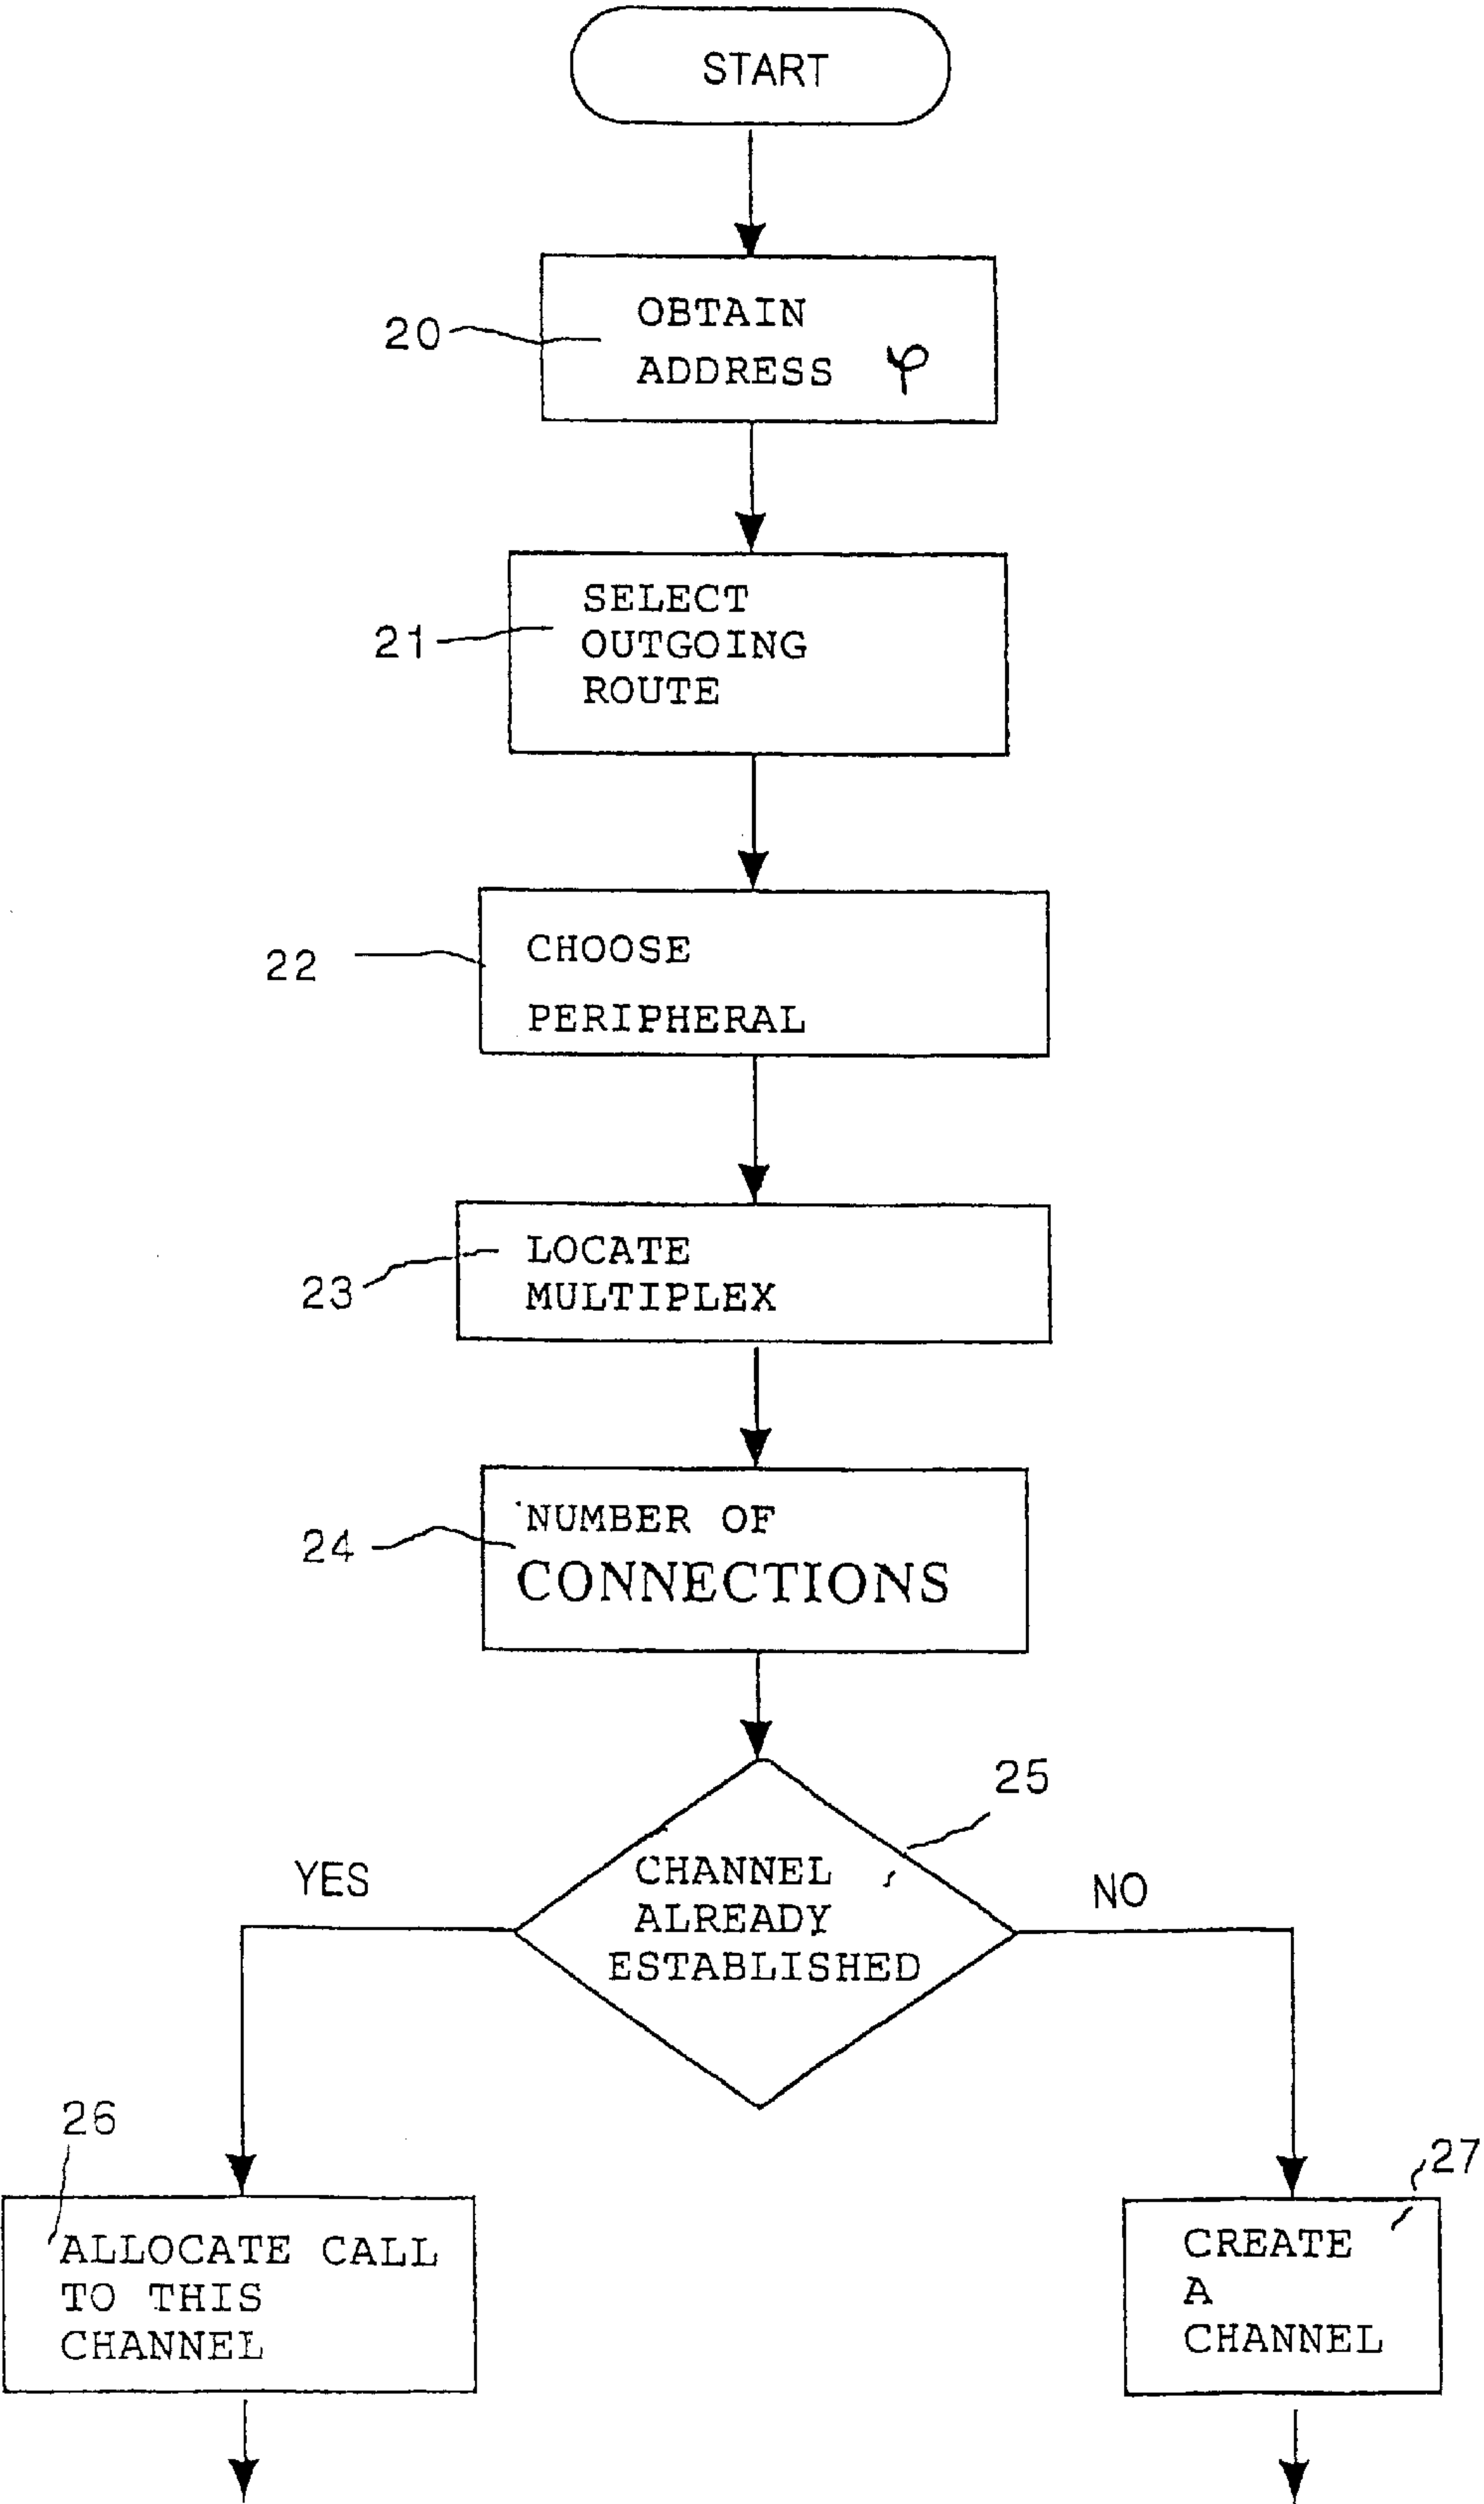 START
20
OBTAIN
ADDRESS φ
21
SELECT
OUTGOING
ROUTE
22
CHOOSE
PERIPHERAL
23
LOCATE
MULTIPLEX
24
NUMBER OF
CONNECTIONS
25
CHANNEL
ALREADY
ESTABLISHED
YES
NO
26
ALLOCATE CALL
TO THIS
CHANNEL
27
CREATE
A
CHANNEL